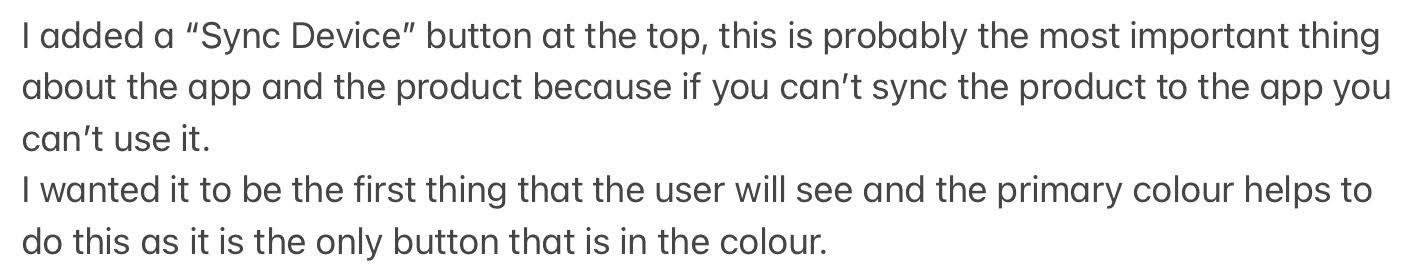 I added a “Sync Device” button at the top, this is probably the most important thing
about the app and the product because if you can’t sync the product to the app you
can’t use it.
I wanted it to be the first thing that the user will see and the primary colour helps to
do this as it is the only button that is in the colour.